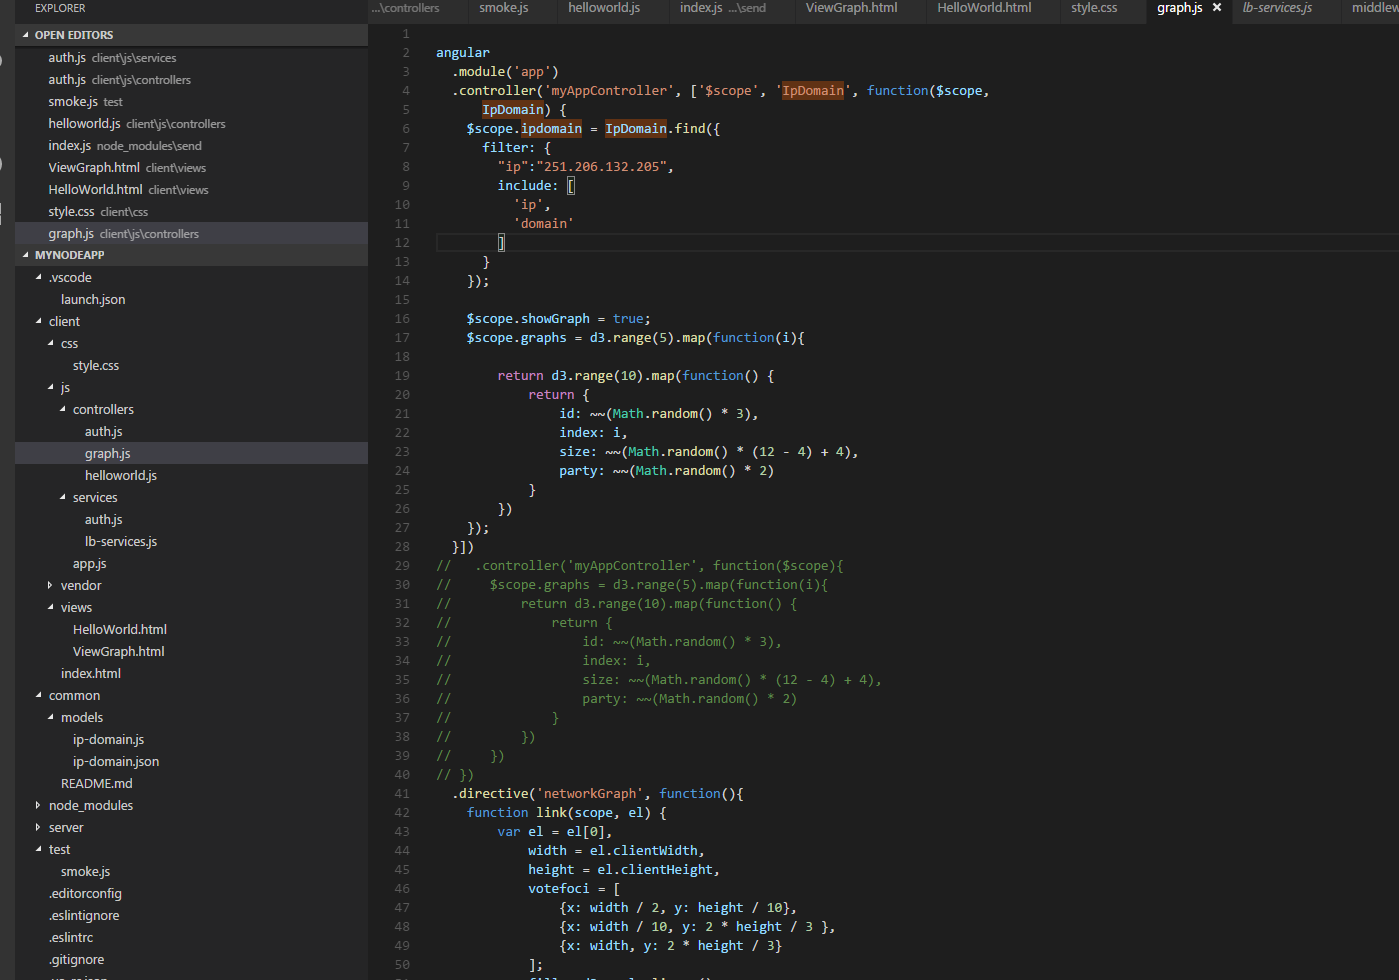 EXPLORER
OPEN EDITORS
auth.js client\js\services
auth.js client\js\controllers
smoke.js test
helloworld.js client\js\controllers
index.js node_modules\send
ViewGraph.html client\views
HelloWorld.html client\views
style.css client\css
graph.js client\js\controllers
MYNODEAPP
.vscode
launch.json
client
css
style.css
js
controllers
auth.js
graph.js
helloworld.js
services
auth.js
lb-services.js
app.js
vendor
views
HelloWorld.html
ViewGraph.html
index.html
common
models
ip-domain.js
ip-domain.json
README.md
node_modules
server
test
smoke.js
.editorconfig
.eslintignore
.eslintrc
.gitignore
...\controllers smoke.js helloworld.js index.js ...\send ViewGraph.html HelloWorld.html style.css graph.js × lb-services.js middlew
1
2 angular
3 .module('app')
4 .controller('myAppController', ['$scope', 'IpDomain', function($scope,
5 IpDomain) {
6 $scope.ipdomain = IpDomain.find({
7 filter: {
8 "ip":"251.206.132.205",
9 include: [
10 'ip',
11 'domain'
12 ]
13 }
14 });
15
16 $scope.showGraph = true;
17 $scope.graphs = d3.range(5).map(function(i){
18
19 return d3.range(10).map(function() {
20 return {
21 id: ~~(Math.random() * 3),
22 index: i,
23 size: ~~(Math.random() * (12 - 4) + 4),
24 party: ~~(Math.random() * 2)
25 }
26 })
27 });
28 }])
29 // .controller('myAppController', function($scope){
30 // $scope.graphs = d3.range(5).map(function(i){
31 // return d3.range(10).map(function() {
32 // return {
33 // id: ~~(Math.random() * 3),
34 // index: i,
35 // size: ~~(Math.random() * (12 - 4) + 4),
36 // party: ~~(Math.random() * 2)
37 // }
38 // })
39 // })
40 // })
41 .directive('networkGraph', function(){
42 function link(scope, el) {
43 var el = el[0],
44 width = el.clientWidth,
45 height = el.clientHeight,
46 votefoci = [
47 {x: width / 2, y: height / 10},
48 {x: width / 10, y: 2 * height / 3 },
49 {x: width, y: 2 * height / 3}
50 ];